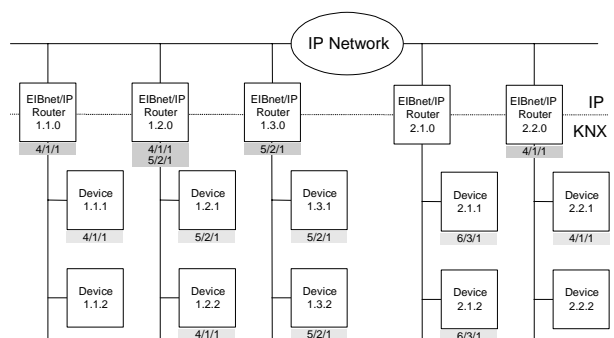 IP Network
EIBnet/IP
Router
1.1.0
4/1/1
EIBnet/IP
Router
1.2.0
4/1/1
5/2/1
EIBnet/IP
Router
1.3.0
5/2/1
EIBnet/IP
Router
2.1.0
EIBnet/IP
Router
2.2.0
4/1/1
IP
KNX
Device
1.1.1
4/1/1
Device
1.2.1
5/2/1
Device
1.3.1
5/2/1
Device
2.1.1
6/3/1
Device
2.2.1
4/1/1
Device
1.1.2
Device
1.2.2
4/1/1
Device
1.3.2
5/2/1
Device
2.1.2
6/3/1
Device
2.2.2